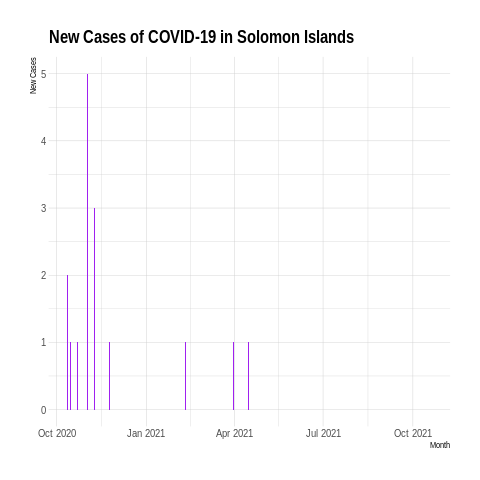 New Cases of COVID-19 in Solomon Islands
New Cases
5
4
3
2
1
0
Oct 2020 Jan 2021 Apr 2021 Jul 2021 Oct 2021
Month